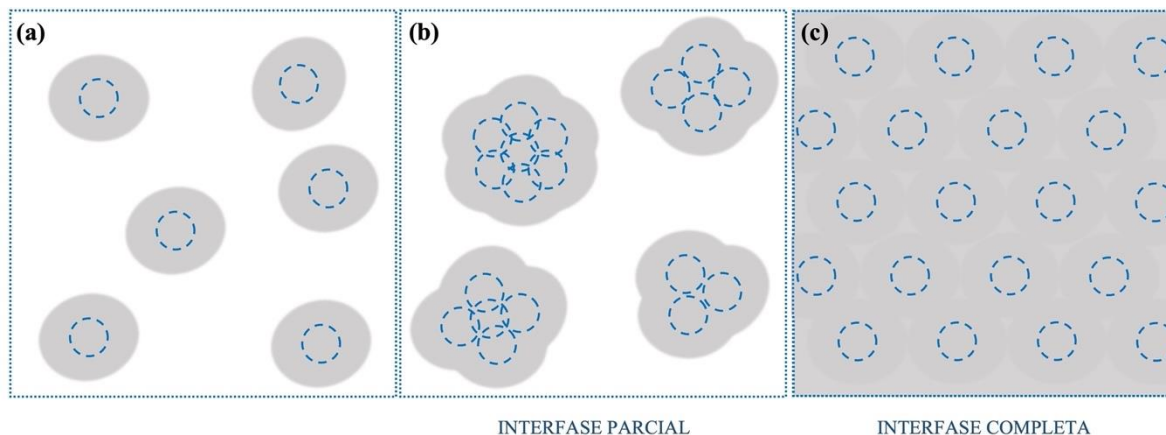 (a)
(b)
(c)
INTERFASE PARCIAL
INTERFASE COMPLETA